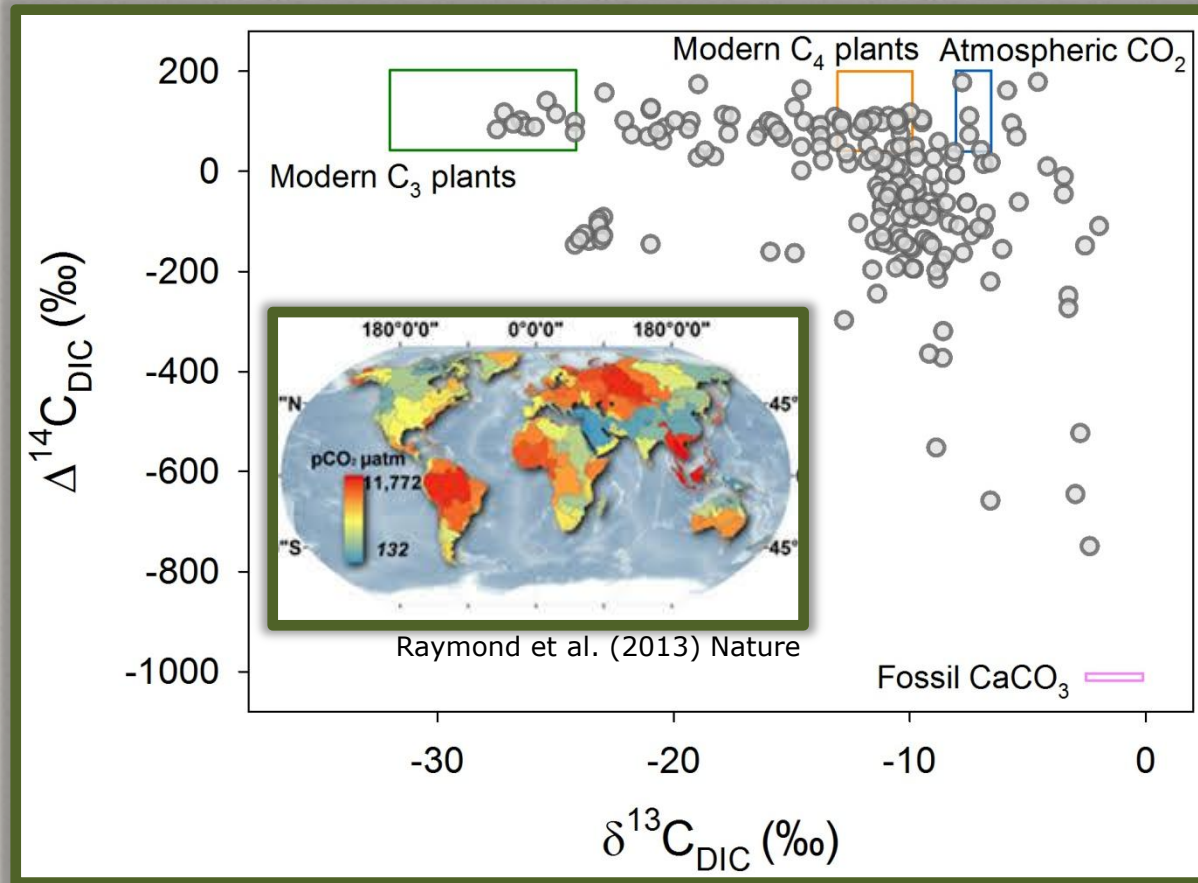 Δ¹⁴C_DIC (‰)
200
0
-200
-400
-600
-800
-1000
Modern C₄ plants
Atmospheric CO₂
Modern C₃ plants
180°0'0"
0°0'0"
180°0'0"
"N
45°
pCO₂ µatm
11,772
132
"S
45°
Raymond et al. (2013) Nature
Fossil CaCO₃
-30
-20
-10
0
δ¹³C_DIC (‰)